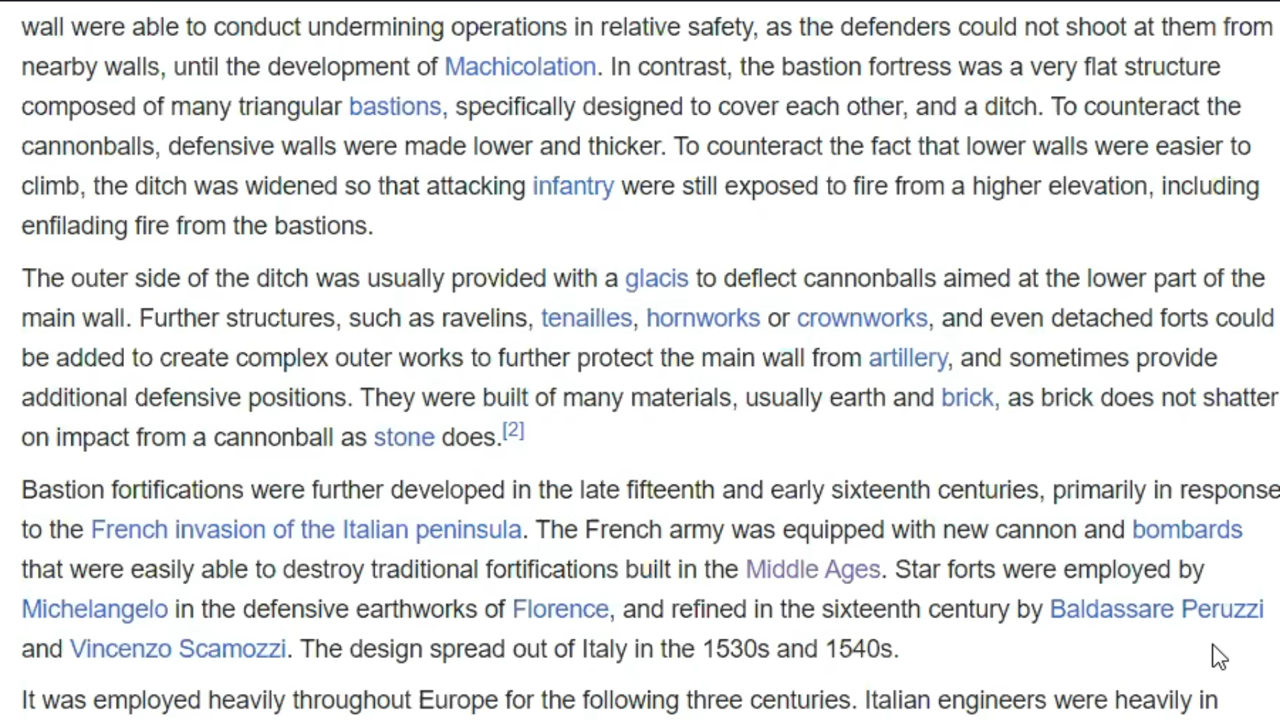 wall were able to conduct undermining operations in relative safety, as the defenders could not shoot at them from
nearby walls, until the development of Machicolation. In contrast, the bastion fortress was a very flat structure
composed of many triangular bastions, specifically designed to cover each other, and a ditch. To counteract the
cannonballs, defensive walls were made lower and thicker. To counteract the fact that lower walls were easier to
climb, the ditch was widened so that attacking infantry were still exposed to fire from a higher elevation, including
enfilading fire from the bastions.
The outer side of the ditch was usually provided with a glacis to deflect cannonballs aimed at the lower part of the
main wall. Further structures, such as ravelins, tenailles, hornworks or crownworks, and even detached forts could
be added to create complex outer works to further protect the main wall from artillery, and sometimes provide
additional defensive positions. They were built of many materials, usually earth and brick, as brick does not shatter
on impact from a cannonball as stone does.[2]
Bastion fortifications were further developed in the late fifteenth and early sixteenth centuries, primarily in response
to the French invasion of the Italian peninsula. The French army was equipped with new cannon and bombards
that were easily able to destroy traditional fortifications built in the Middle Ages. Star forts were employed by
Michelangelo in the defensive earthworks of Florence, and refined in the sixteenth century by Baldassare Peruzzi
and Vincenzo Scamozzi. The design spread out of Italy in the 1530s and 1540s.
It was employed heavily throughout Europe for the following three centuries. Italian engineers were heavily in